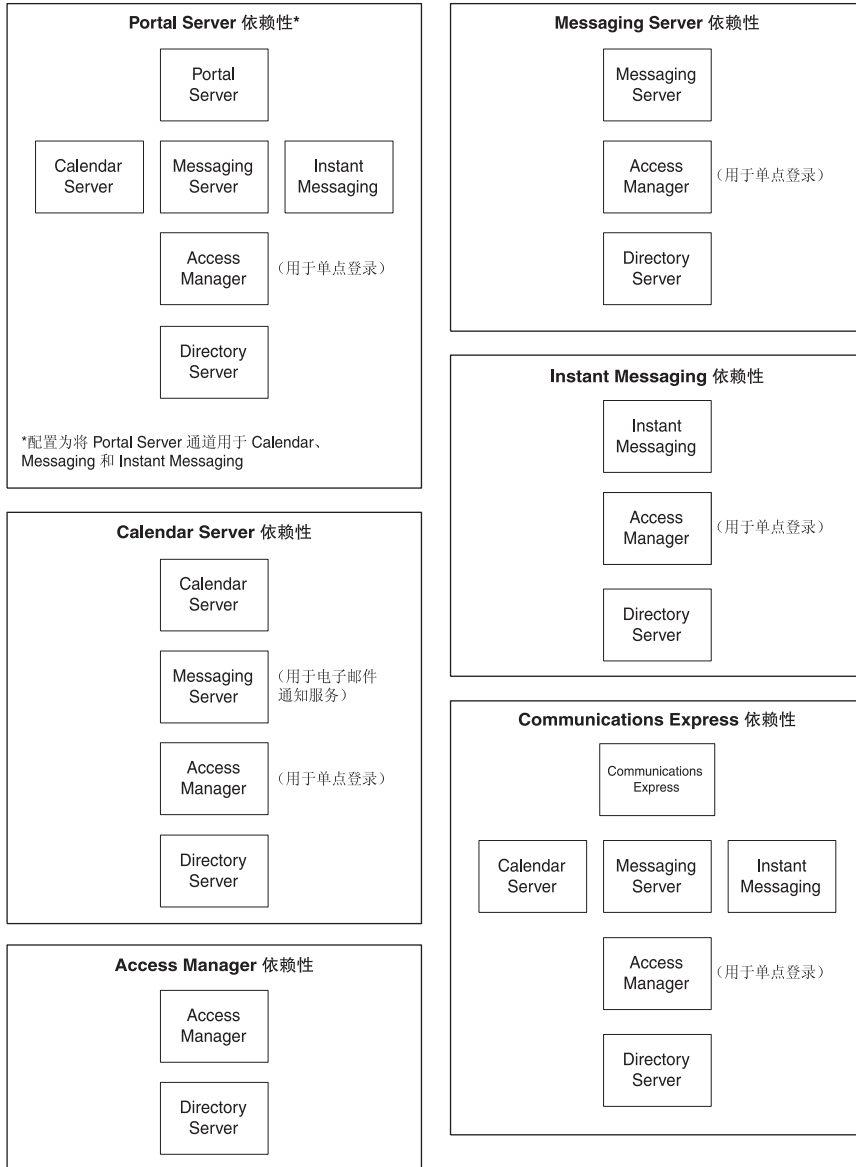 Portal Server 依赖性*
Portal
Server
Calendar
Server
Messaging
Server
Instant
Messaging
Access
Manager
（用于单点登录）
Directory
Server
*配置为将 Portal Server 通道用于 Calendar、
Messaging 和 Instant Messaging
Calendar Server 依赖性
Calendar
Server
Messaging
Server
（用于电子邮件
通知服务）
Access
Manager
（用于单点登录）
Directory
Server
Access Manager 依赖性
Access
Manager
Directory
Server
Messaging Server 依赖性
Messaging
Server
Access
Manager
（用于单点登录）
Directory
Server
Instant Messaging 依赖性
Instant
Messaging
Access
Manager
（用于单点登录）
Directory
Server
Communications Express 依赖性
Communications
Express
Calendar
Server
Messaging
Server
Instant
Messaging
Access
Manager
（用于单点登录）
Directory
Server